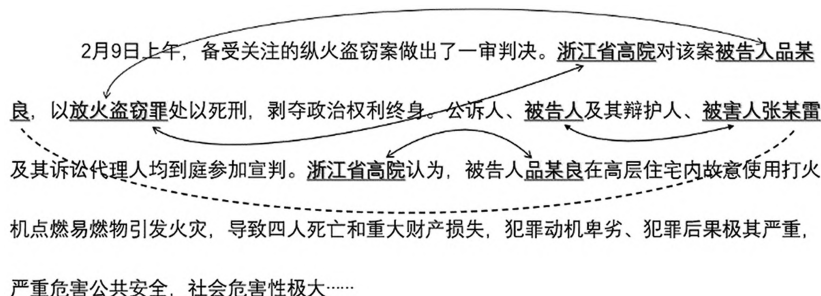 2月9日上午，备受关注的纵火盗窃案做出了一审判决。浙江省高院对该案被告人品某
良，以放火盗窃罪处以死刑，剥夺政治权利终身。公诉人、被告人及其辩护人、被害人张某雷
及其诉讼代理人均到庭参加宣判。浙江省高院认为，被告人品某良在高层住宅内故意使用打火
机点燃易燃物引发火灾，导致四人死亡和重大财产损失，犯罪动机卑劣、犯罪后果极其严重，
严重危害公共安全，社会危害性极大……